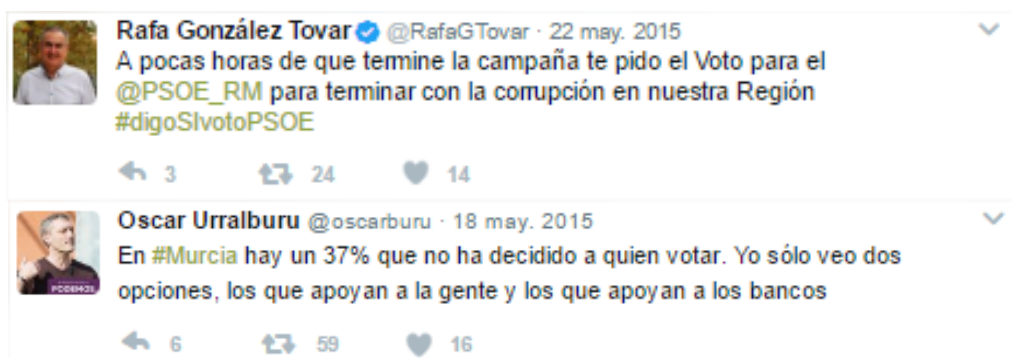 Rafa González Tovar @RafaGTovar · 22 may. 2015
A pocas horas de que termine la campaña te pido el Voto para el
@PSOE_RM para terminar con la corrupción en nuestra Región
#digoSIvotoPSOE
3 24 14
Oscar Urralburu @oscarburu · 18 may. 2015
En #Murcia hay un 37% que no ha decidido a quien votar. Yo sólo veo dos
opciones, los que apoyan a la gente y los que apoyan a los bancos
PODEMOS
6 59 16